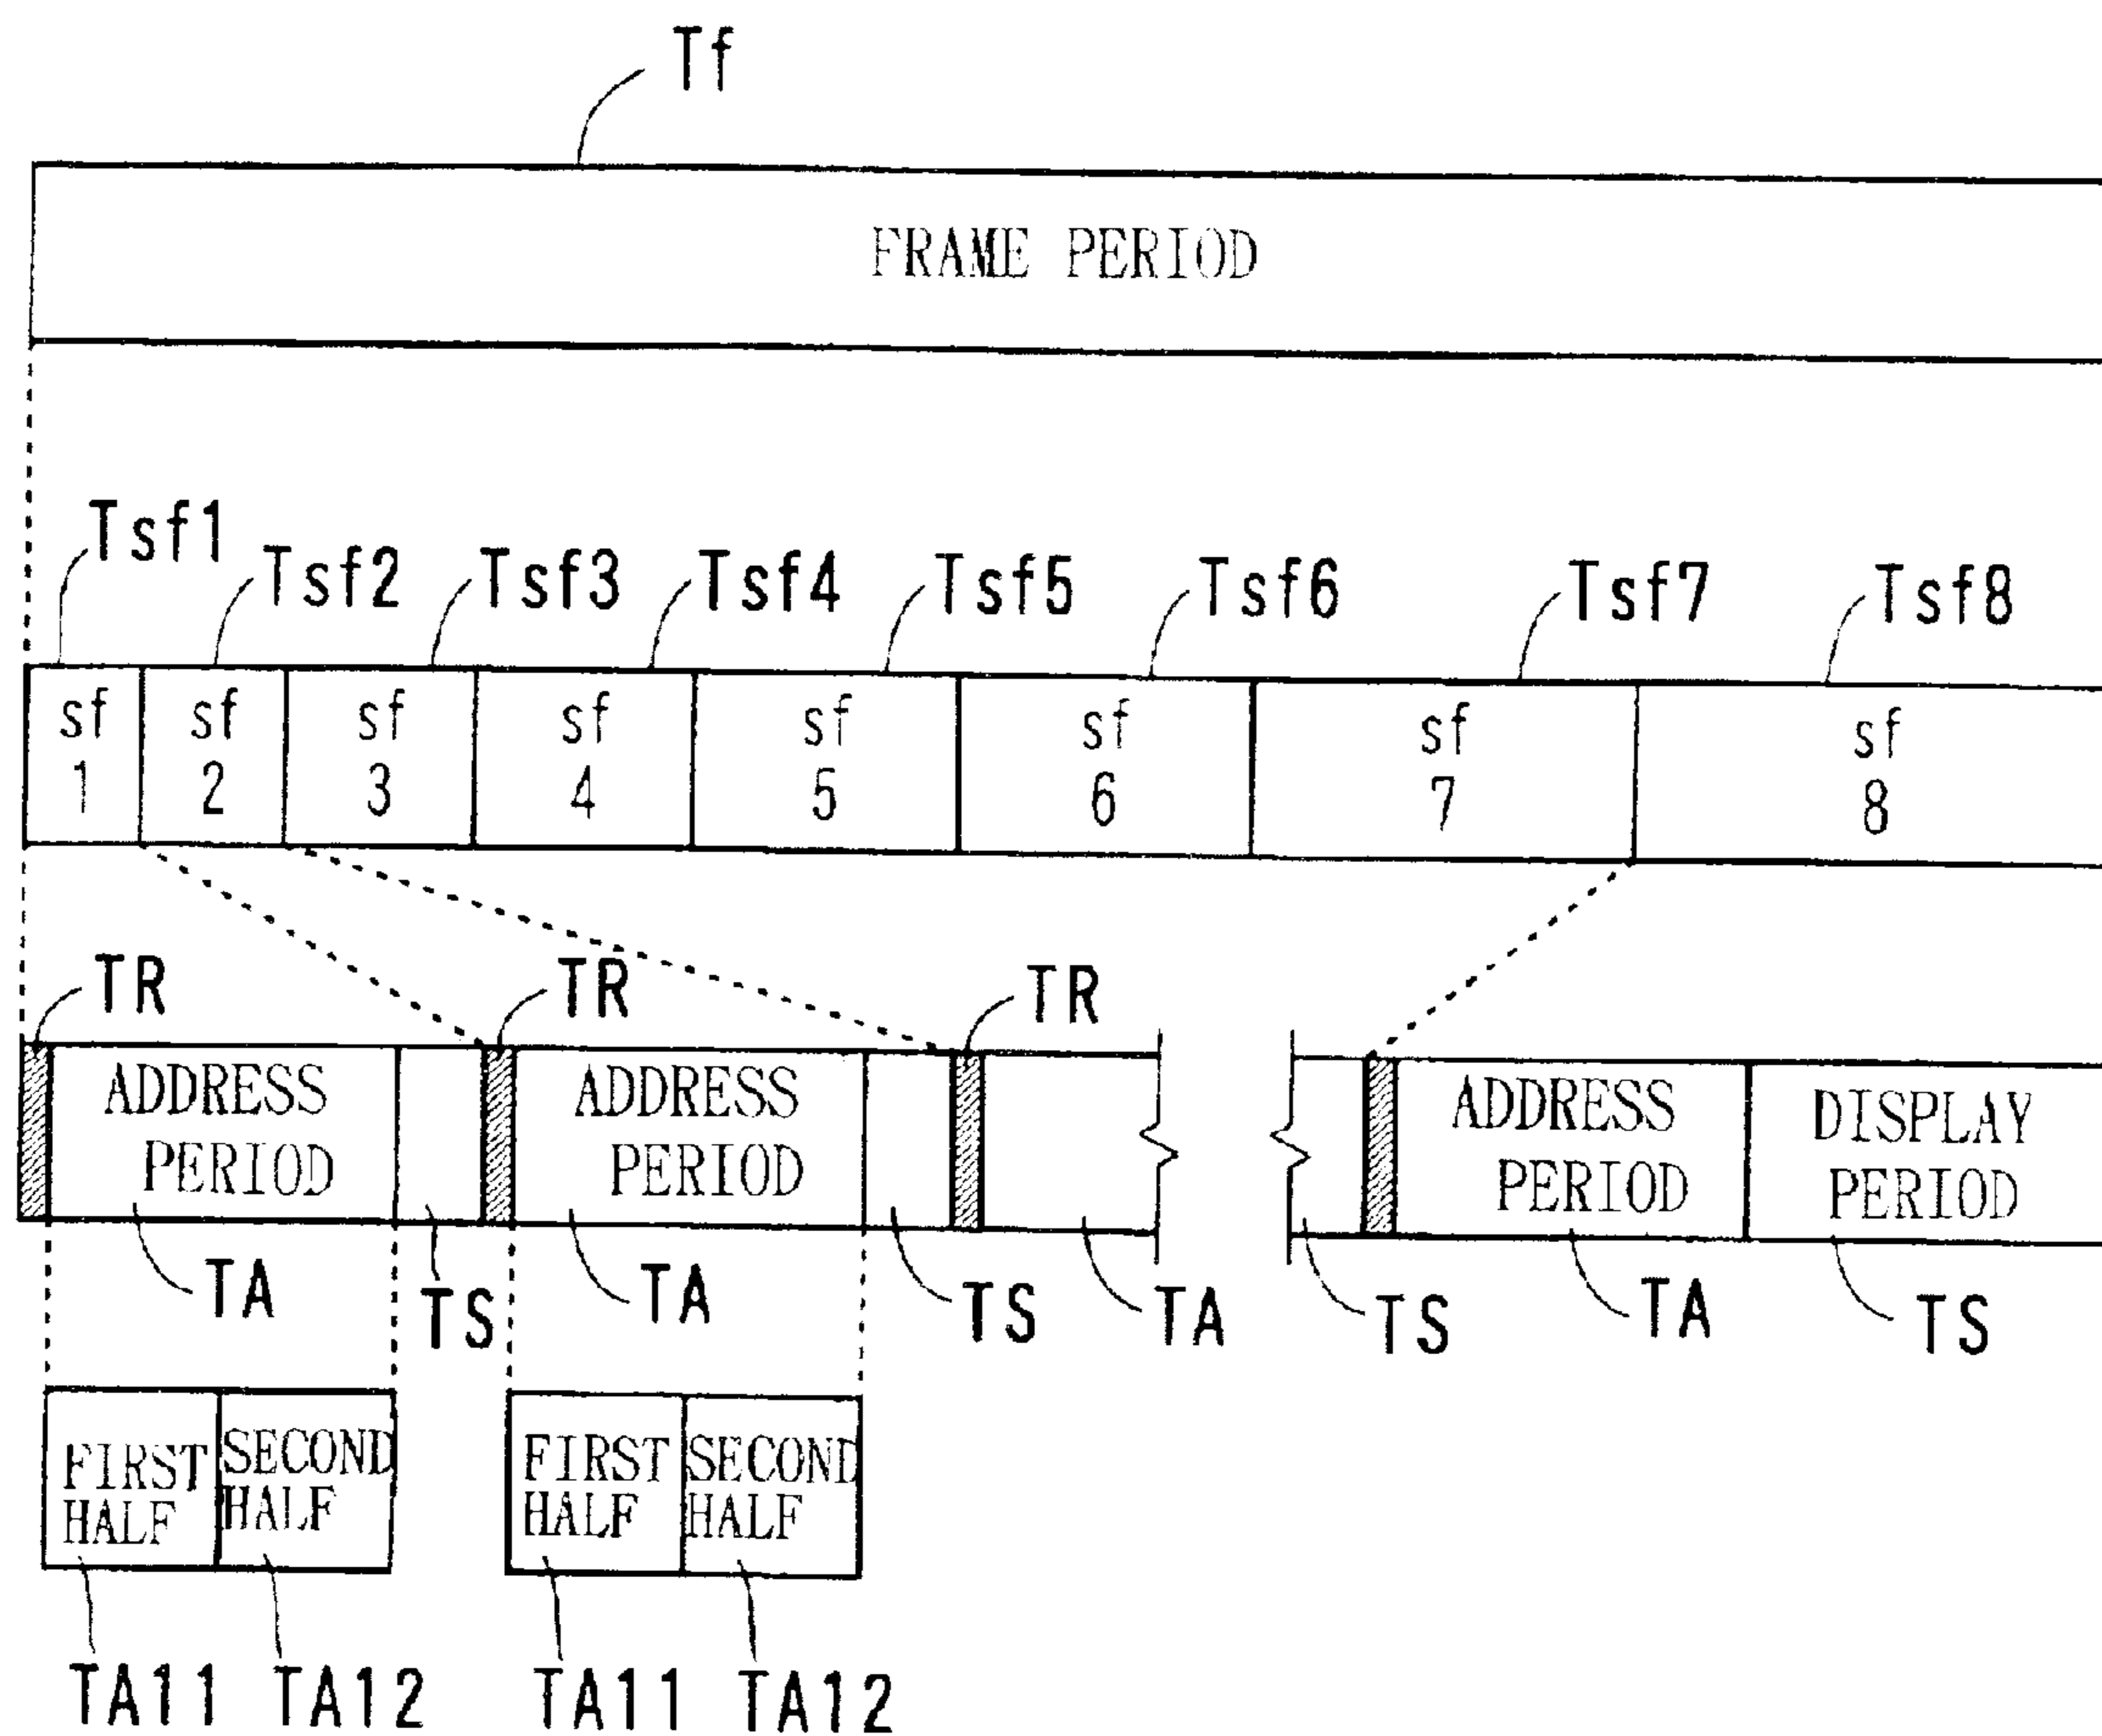 Tf
FRAME PERIOD
Tsf1 Tsf2 Tsf3 Tsf4 Tsf5 Tsf6 Tsf7 Tsf8
sf sf sf sf sf sf sf sf
1 2 3 4 5 6 7 8
TR TR TR
ADDRESS ADDRESS ADDRESS DISPLAY
PERIOD PERIOD PERIOD PERIOD
TA TS TA TS TA TS TA TS
FIRST SECOND FIRST SECOND
HALF HALF HALF HALF
TA11 TA12 TA11 TA12